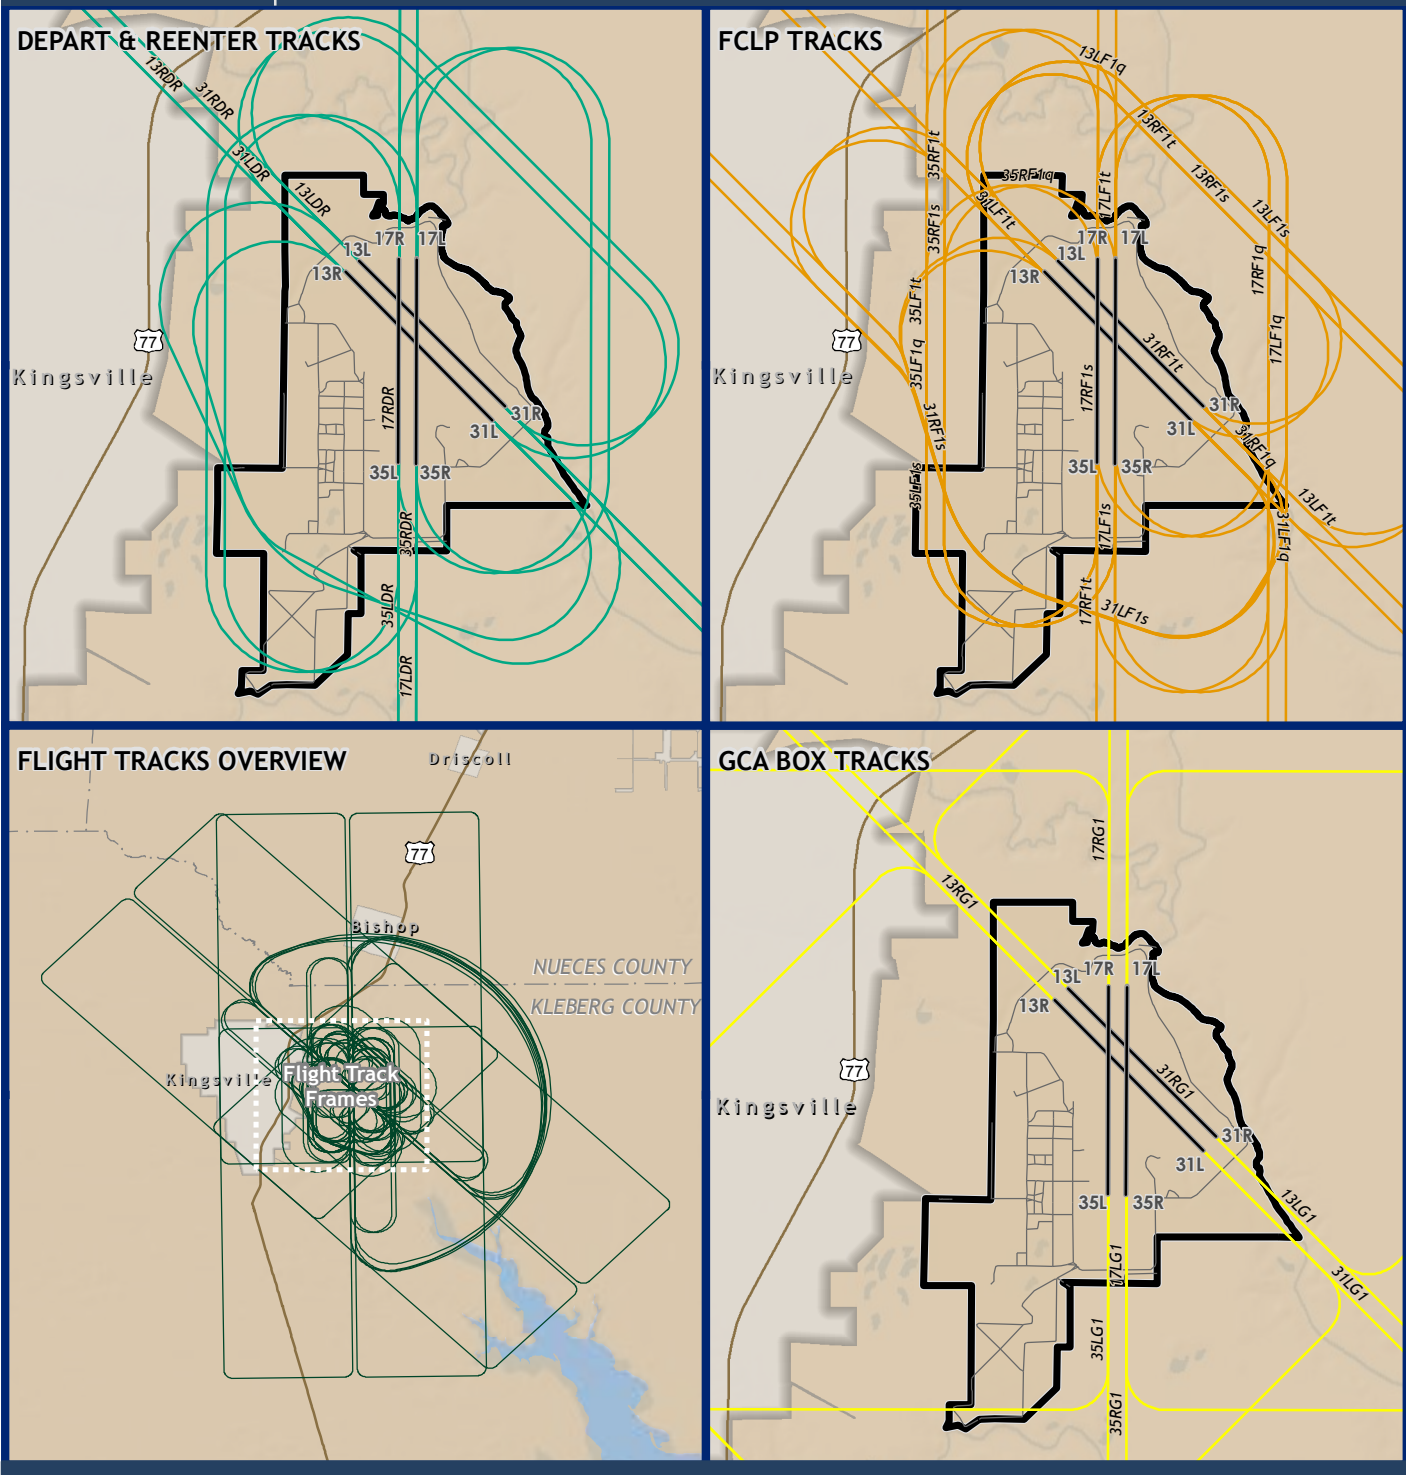 DEPART & REENTER TRACKS
13RDR
31RDR
31LDR
13LDR
17R
17L
13L
13R
77
Kingsville
17RDR
31R
31L
35L
35R
35RDR
35LDR
17LDR
FCLP TRACKS
13LF1q
13RF1t
35RF1t
35RF1q
13RF1s
17LF1t
31LF1t
13LF1s
35RF1s
17R
17L
13L
13R
17RF1q
35LF1t
77
17LF1q
35LF1q
31RF1t
Kingsville
17RF1s
31R
31L
31RF1s
31RF1q
35L
35R
35LF1s
13LF1t
17LF1s
31LF1q
17RF1t
31LF1s
FLIGHT TRACKS OVERVIEW
Driscoll
77
Bishop
NUECES COUNTY
KLEBERG COUNTY
Kingsville
Flight Track
Frames
GCA BOX TRACKS
17RG1
13RG1
17R
17L
13L
13R
77
31RG1
Kingsville
31R
31L
35L
35R
13LG1
17LG1
31LG1
35LG1
35RG1